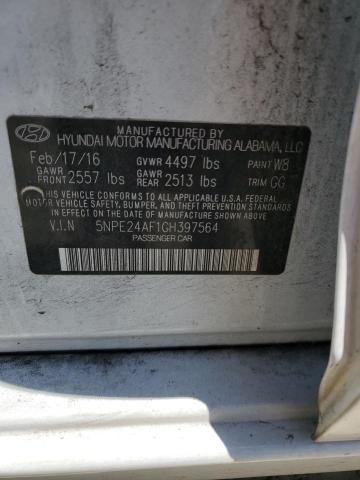 MANUFACTURED BY
HYUNDAI MOTOR MANUFACTURING ALABAMA, LLC
Feb/17/16 GVWR 4497 lbs PAINT W8
GAWR FRONT 2557 lbs GAWR REAR 2513 lbs TRIM GG
THIS VEHICLE CONFORMS TO ALL APPLICABLE U.S.A. FEDERAL
MOTOR VEHICLE SAFETY, BUMPER, AND THEFT PREVENTION STANDARDS
IN EFFECT ON THE DATE OF MANUFACTURE SHOWN ABOVE.
V.I.N 5NPE24AF1GH397564
PASSENGER CAR